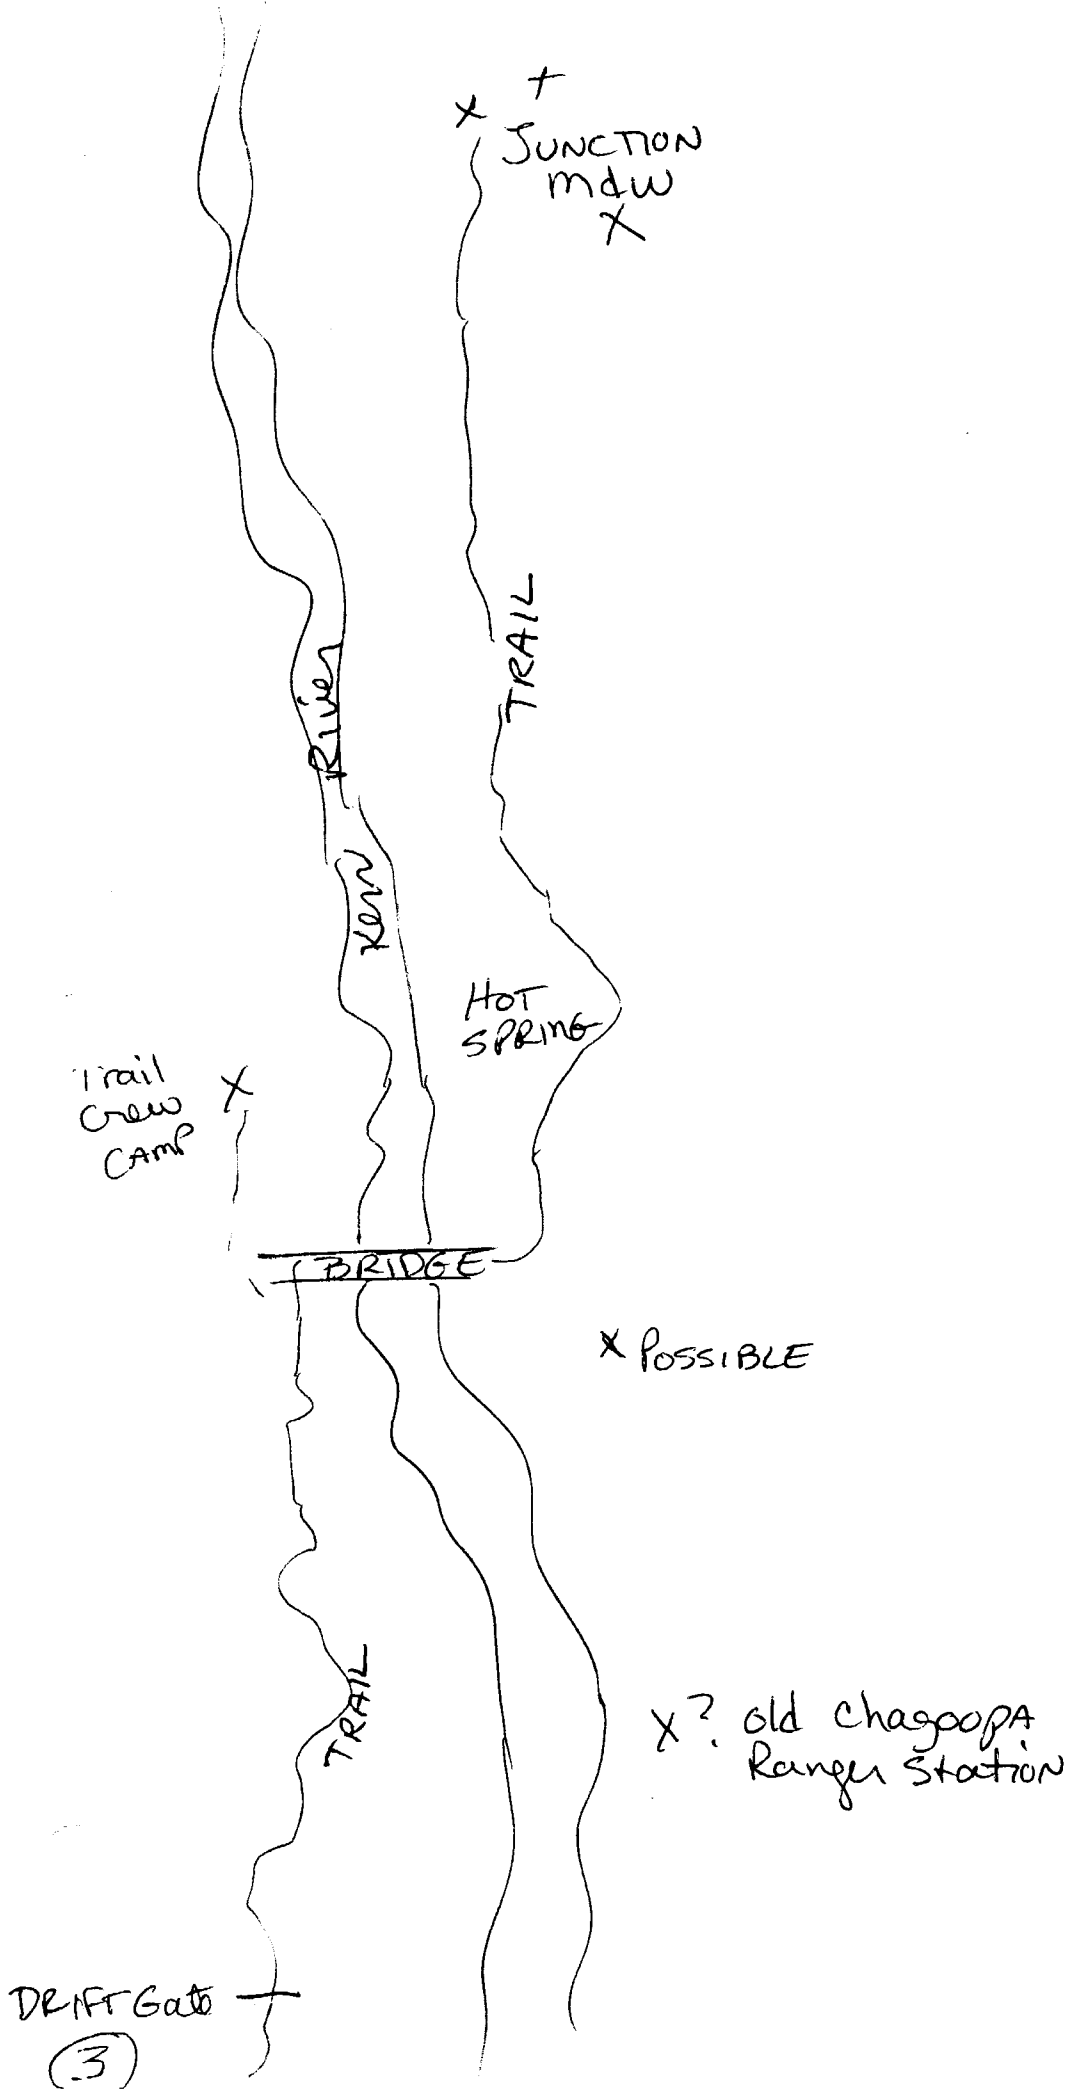 x +
JUNCTION
mdw
X
TRAIL
River
Kern
HOT
SPRING
Trail
Crew
CAMP
X
BRIDGE
x POSSIBLE
TRAIL
X? old ChagoopA
Ranger Station
DRIFT Gate
3